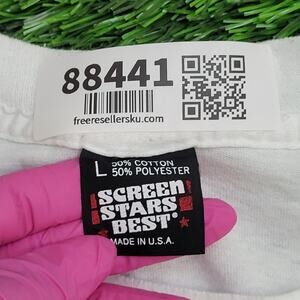 88441
freeresellersku.com
L 50% COTTON
50% POLYESTER
SCREEN
STARS
BEST®
MADE IN U.S.A.